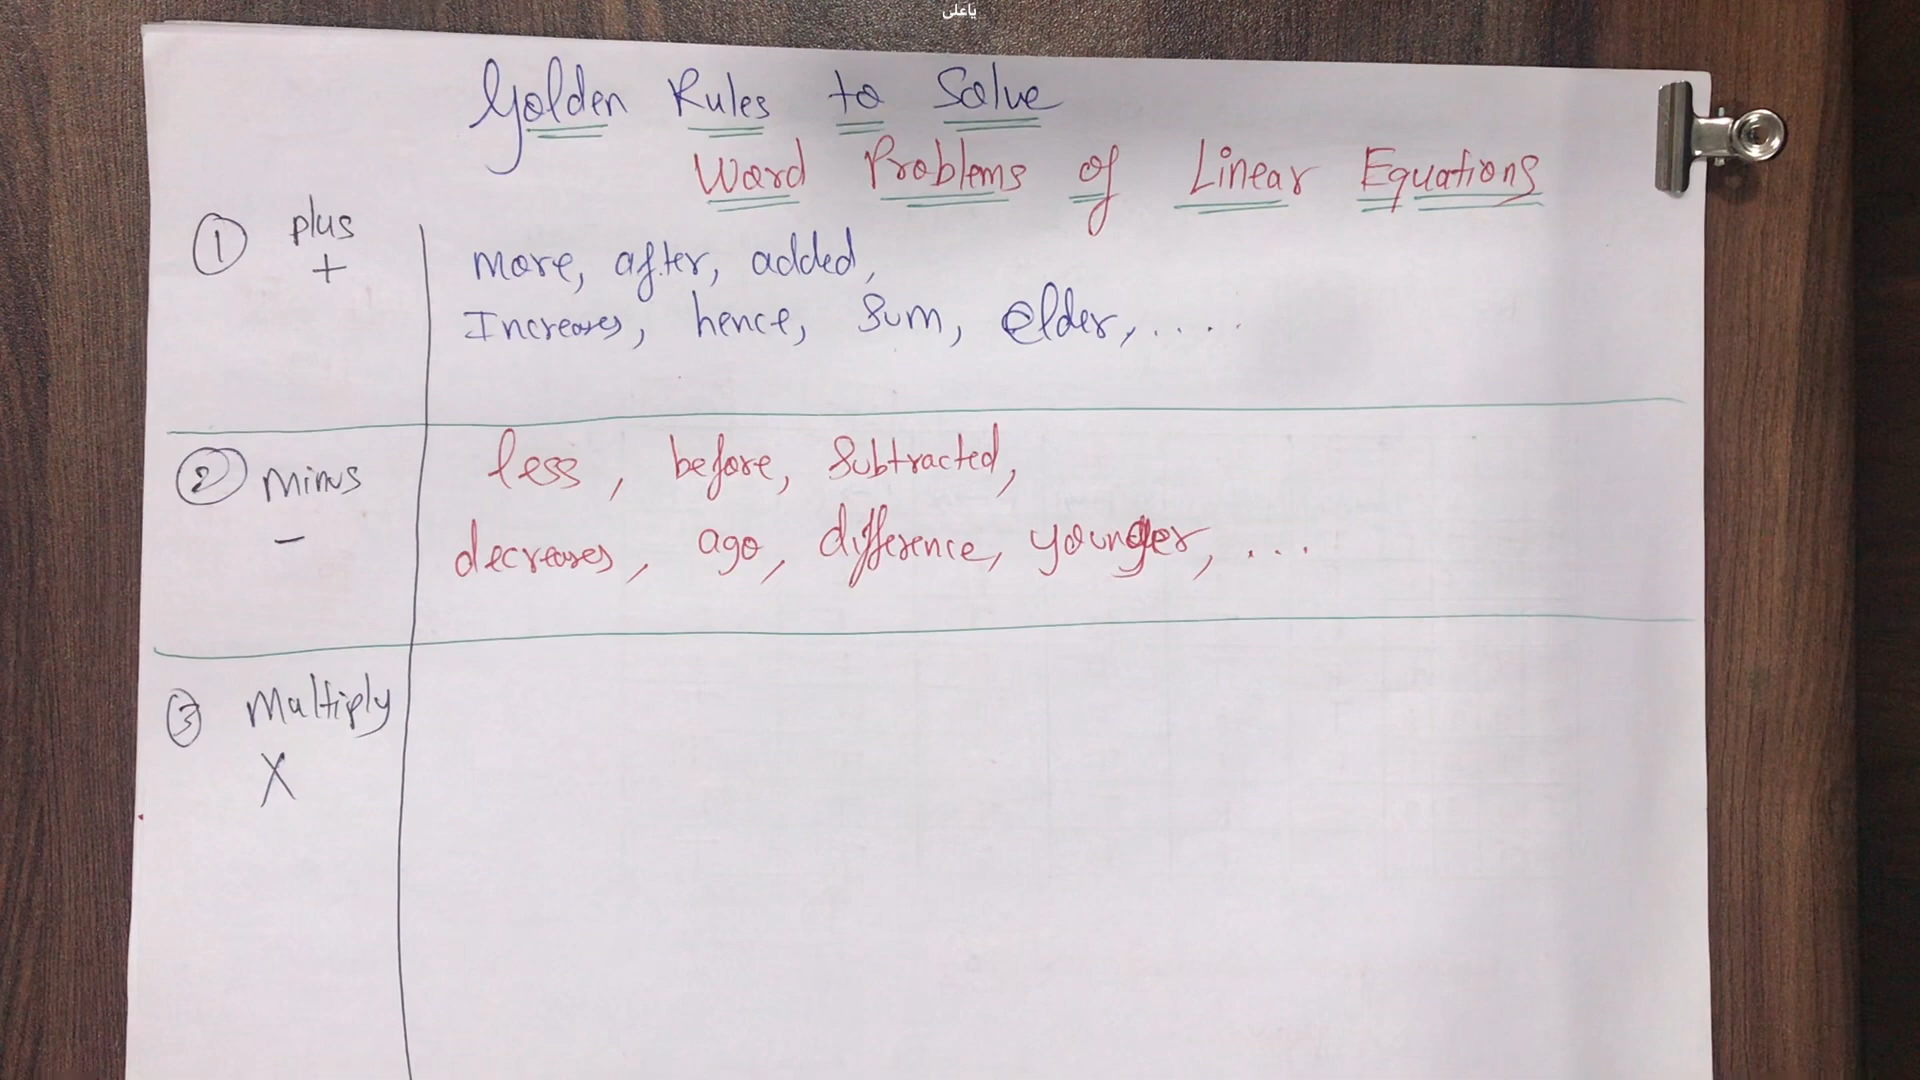 ياعلى
Golden Rules to Solve
Word Problems of Linear Equations
① plus
+
more, after, added,
Increases, hence, Sum, elder, .....
② minus
−
less, before, Subtracted,
decreases, ago, difference, younger, ...
③ Multiply
X